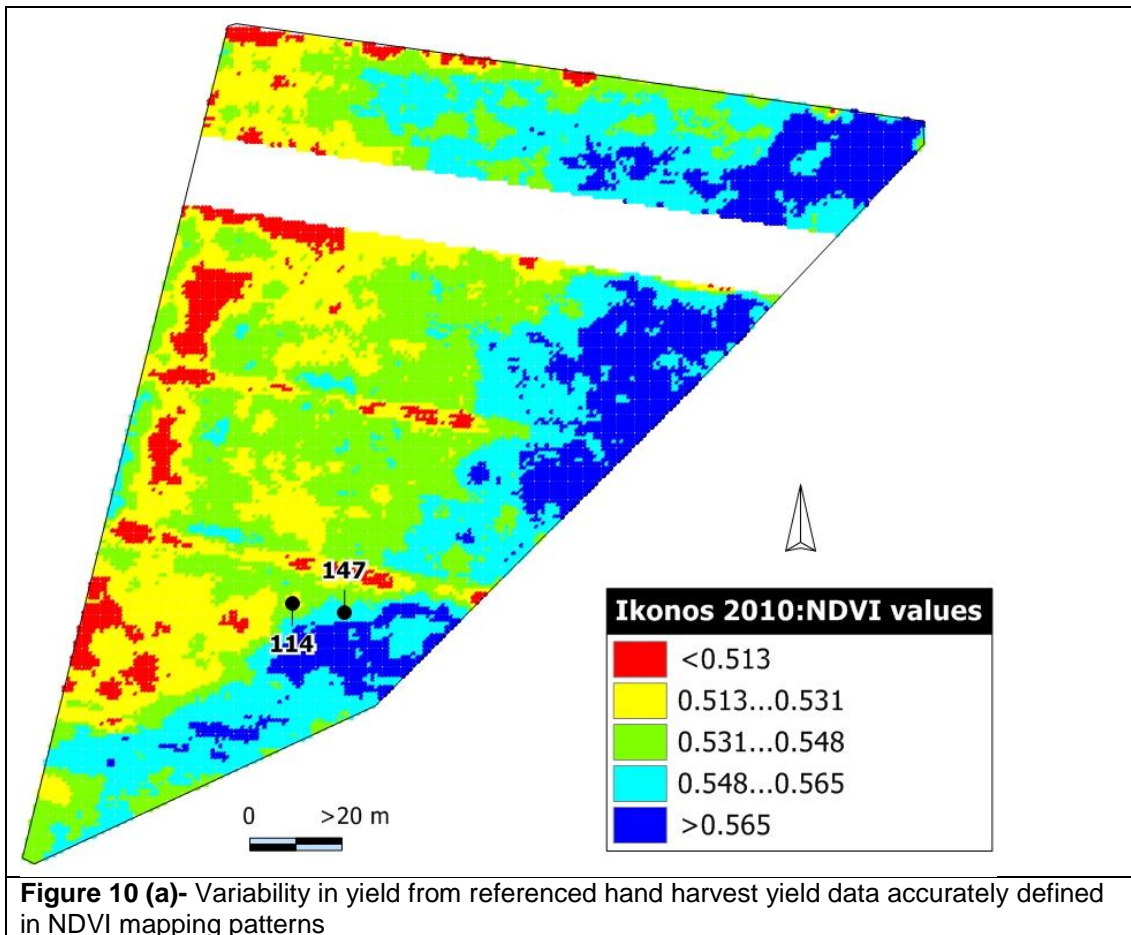 147
114
Ikonos 2010:NDVI values
<0.513
0.513...0.531
0.531...0.548
0.548...0.565
>0.565
0 >20 m
Figure 10 (a)- Variability in yield from referenced hand harvest yield data accurately defined
in NDVI mapping patterns